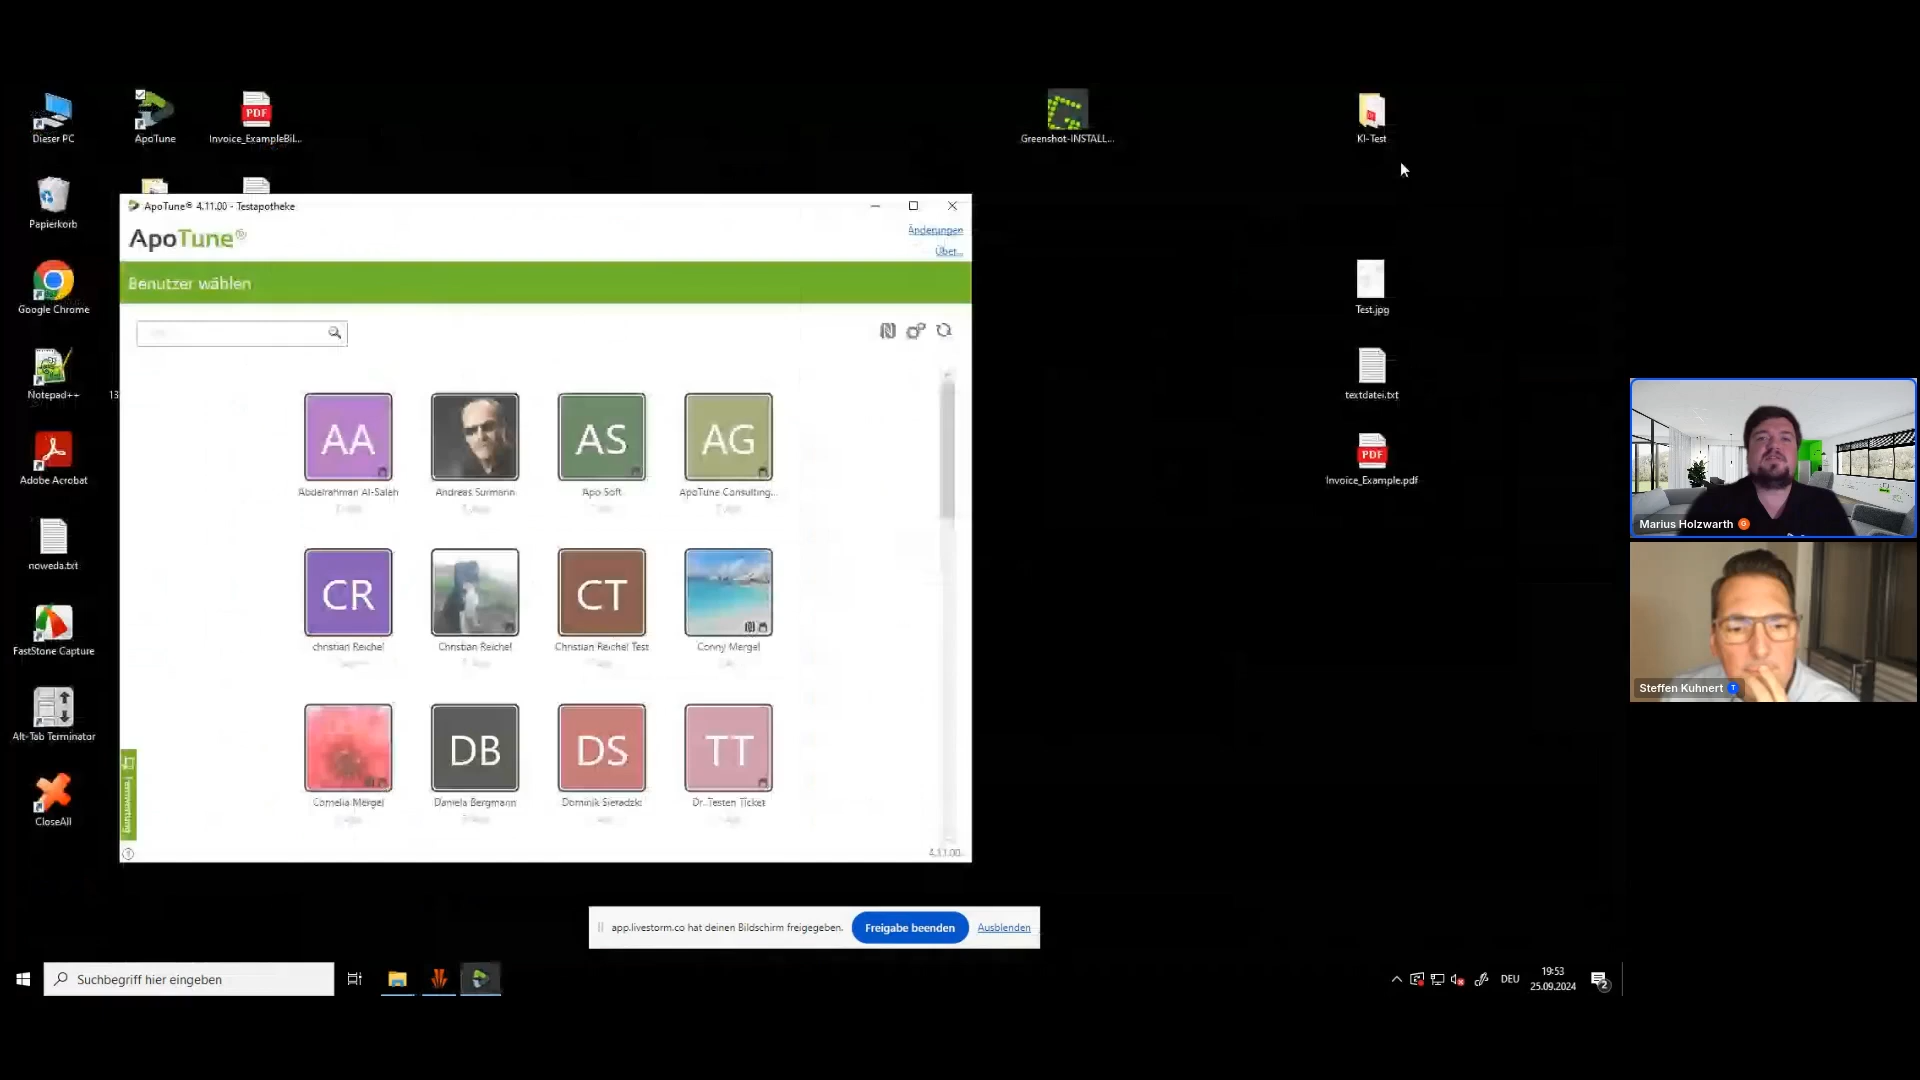 Dieser PC
ApoTune
Invoice_ExampleBil...
Greenshot-INSTALL...
KI-Test
Papierkorb
Google Chrome
Notepad++
13
Adobe Acrobat
noweda.txt
FastStone Capture
Alt-Tab Terminator
CloseAll
ApoTune® 4.11.00 - Testapotheke
ApoTune®
Änderungen
Über...
Benutzer wählen
AA
AS
AG
Abdelrahman Al-Saleh
Andreas Surmann
Apo Soft
ApoTune Consulting...
CR
CT
christian Reichel
Christian Reichel
Christian Reichel Test
Conny Mergel
DB
DS
TT
Cornelia Mergel
Daniela Bergmann
Dominik Sieradzki
Dr. Testen Ticket
Fernwartung
4.11.00
Test.jpg
textdatei.txt
PDF
Invoice_Example.pdf
Marius Holzwarth
Steffen Kuhnert
app.livestorm.co hat deinen Bildschirm freigegeben.
Freigabe beenden
Ausblenden
Suchbegriff hier eingeben
DEU
19:53
25.09.2024
2